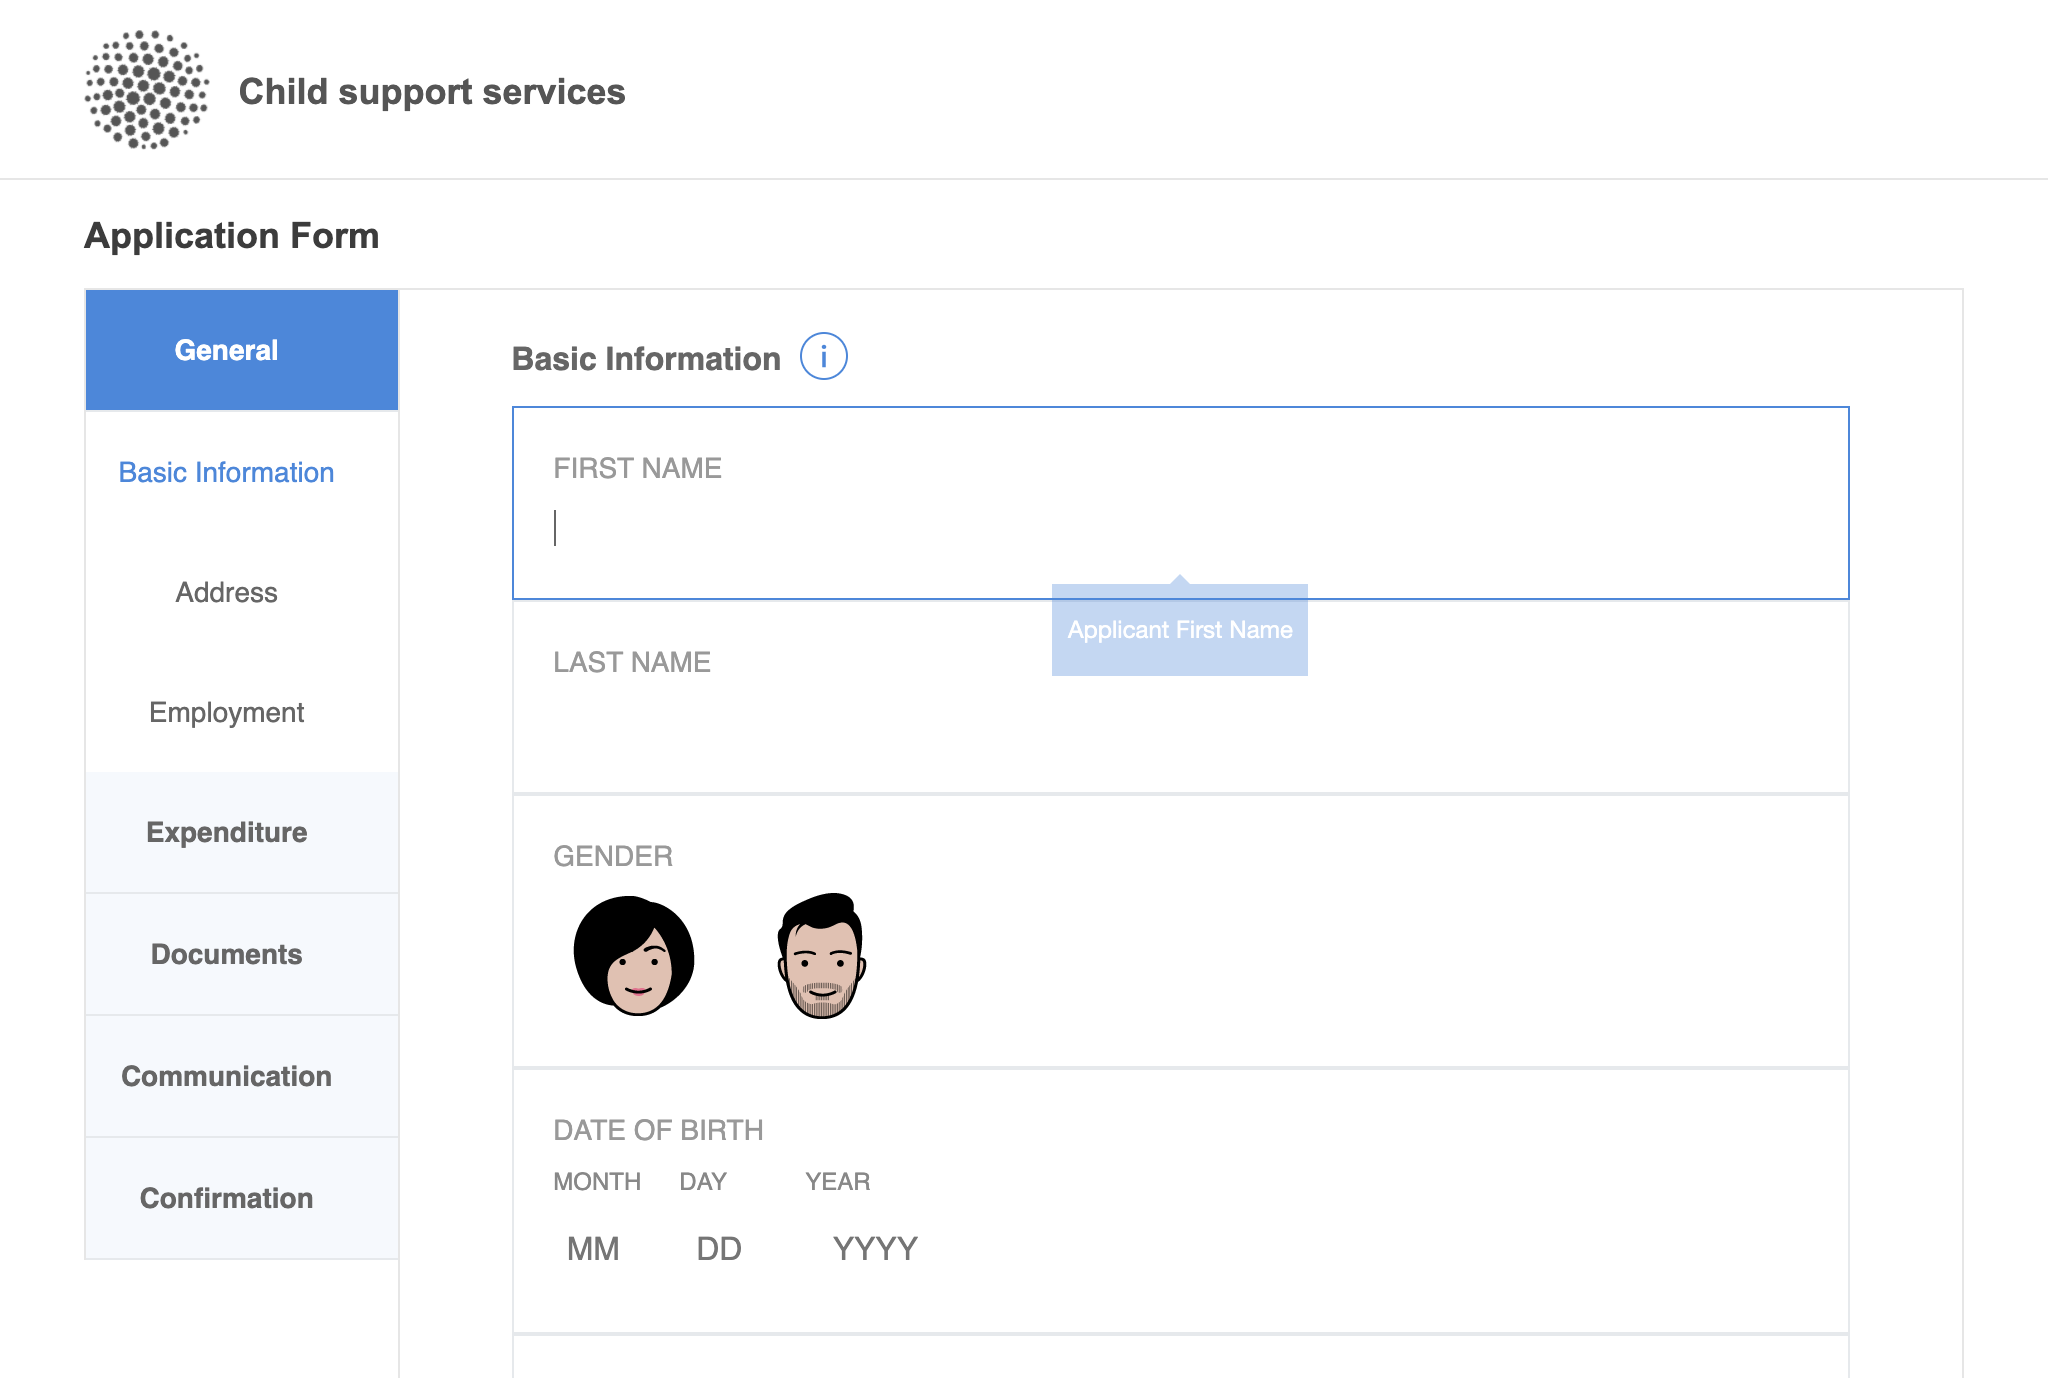 Child support services
Application Form
General
Basic Information
Address
Employment
Expenditure
Documents
Communication
Confirmation
Basic Information i
FIRST NAME
Applicant First Name
LAST NAME
GENDER
DATE OF BIRTH
MONTH DAY YEAR
MM DD YYYY